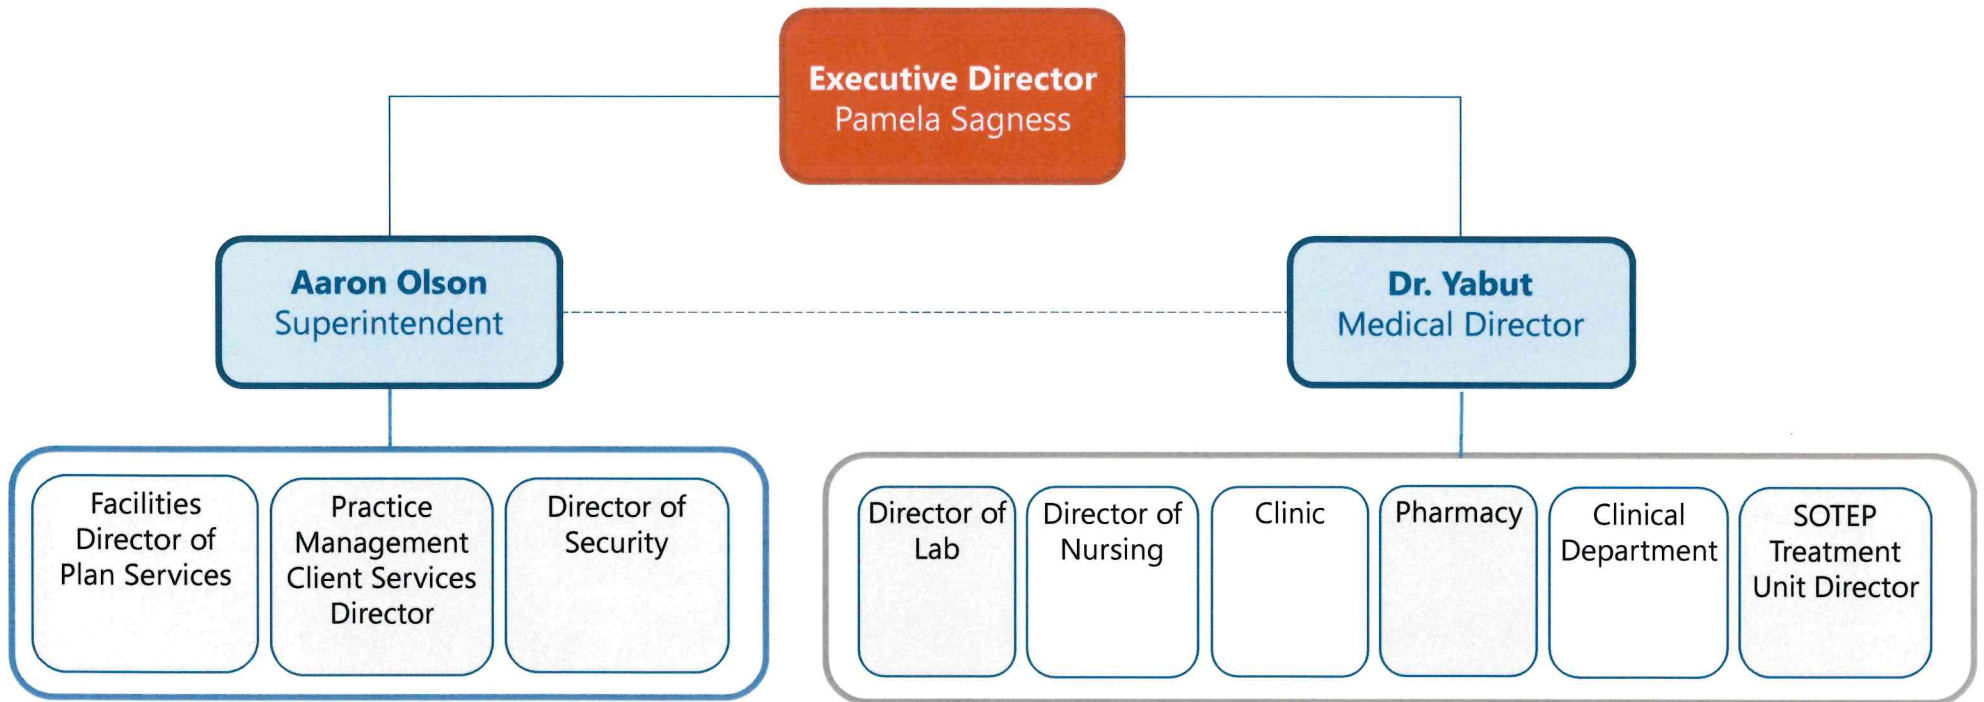 Executive Director
Pamela Sagness
Aaron Olson
Superintendent
Dr. Yabut
Medical Director
Facilities
Director of
Plan Services
Practice
Management
Client Services
Director
Director of
Security
Director of
Lab
Director of
Nursing
Clinic
Pharmacy
Clinical
Department
SOTEP
Treatment
Unit Director